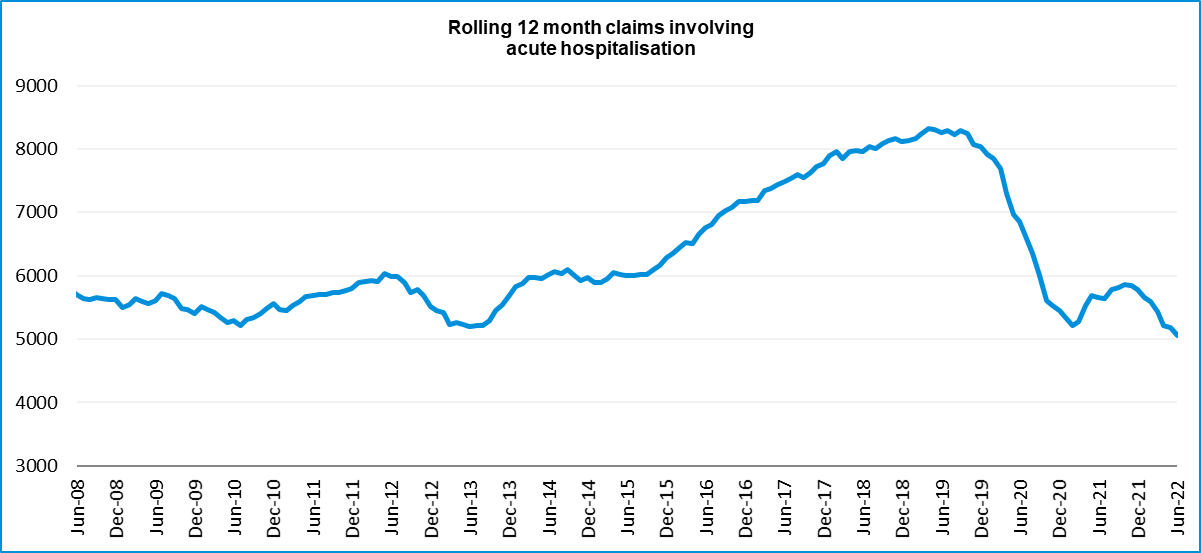 Rolling 12 month claims involving
acute hospitalisation
9000
8000
7000
6000
5000
4000
3000
Jun-08
Dec-08
Jun-09
Dec-09
Jun-10
Dec-10
Jun-11
Dec-11
Jun-12
Dec-12
Jun-13
Dec-13
Jun-14
Dec-14
Jun-15
Dec-15
Jun-16
Dec-16
Jun-17
Dec-17
Jun-18
Dec-18
Jun-19
Dec-19
Jun-20
Dec-20
Jun-21
Dec-21
Jun-22